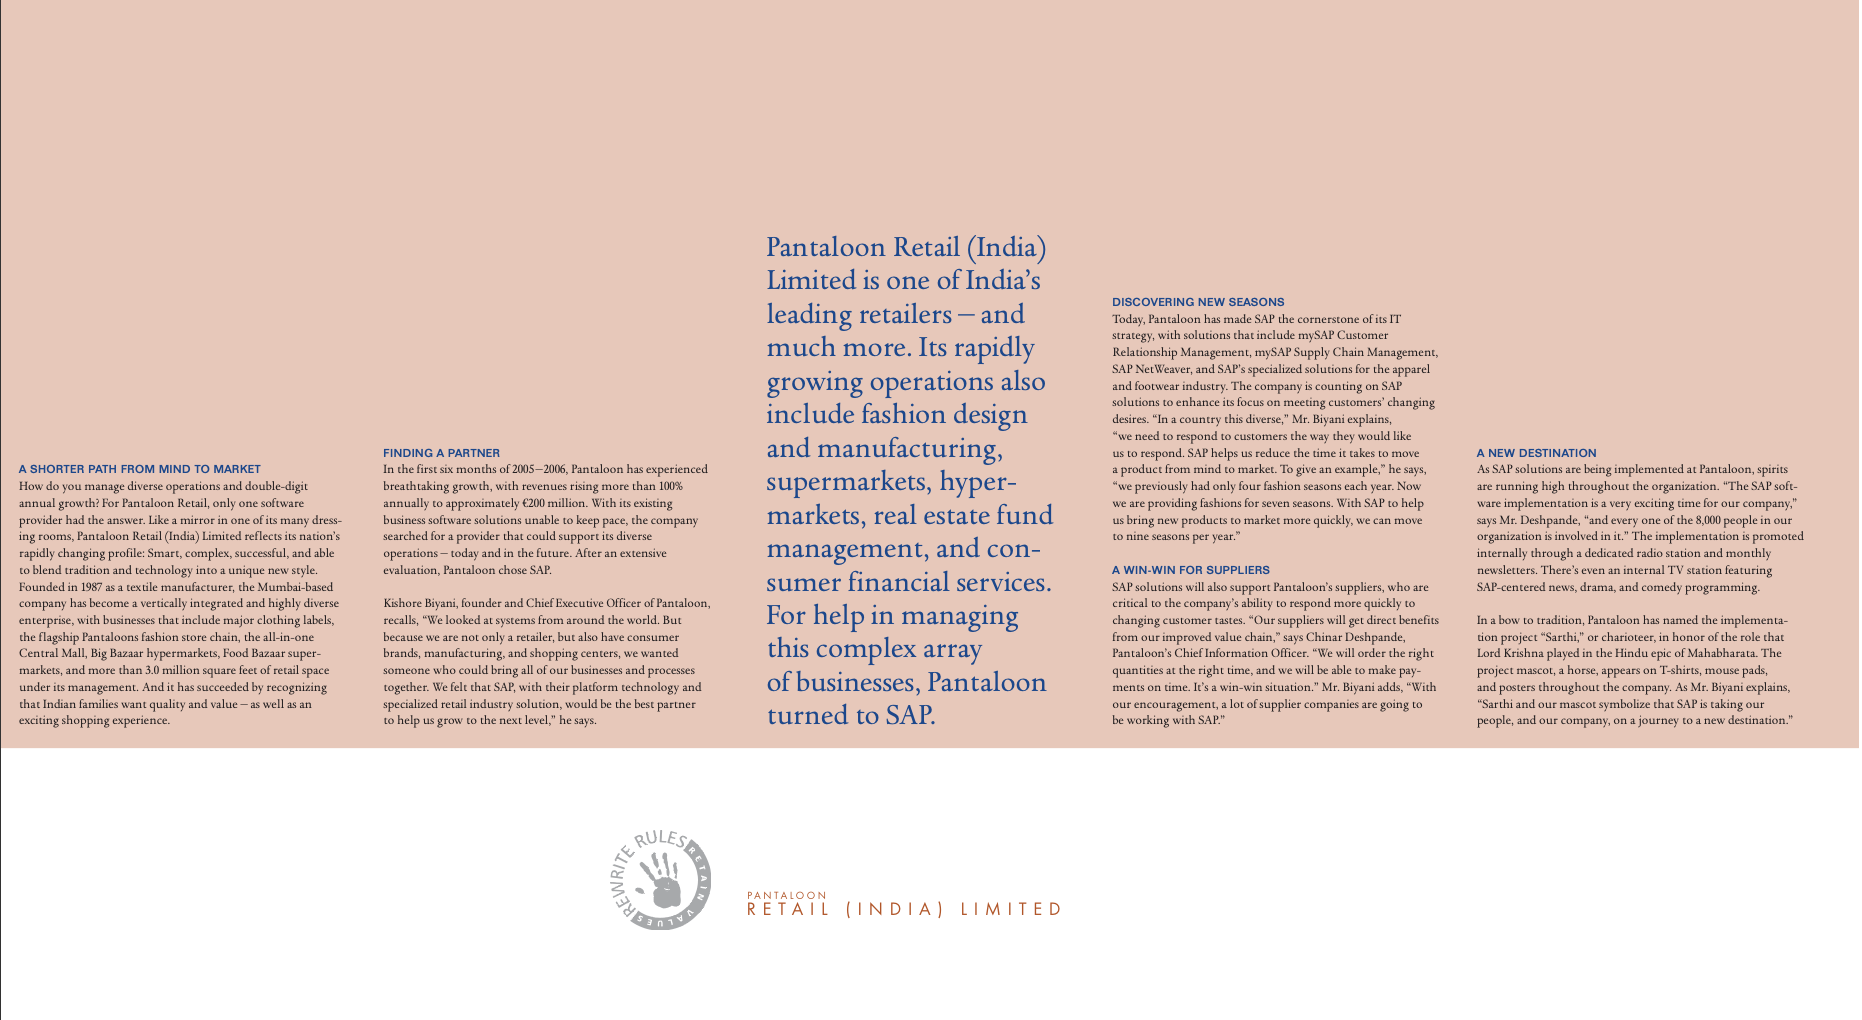 A SHORTER PATH FROM MIND TO MARKET
How do you manage diverse operations and double-digit
annual growth? For Pantaloon Retail, only one software
provider had the answer. Like a mirror in one of its many dress-
ing rooms, Pantaloon Retail (India) Limited reflects its nation’s
rapidly changing profile: Smart, complex, successful, and able
to blend tradition and technology into a unique new style.
Founded in 1987 as a textile manufacturer, the Mumbai-based
company has become a vertically integrated and highly diverse
enterprise, with businesses that include major clothing labels,
the flagship Pantaloons fashion store chain, the all-in-one
Central Mall, Big Bazaar hypermarkets, Food Bazaar super-
markets, and more than 3.0 million square feet of retail space
under its management. And it has succeeded by recognizing
that Indian families want quality and value – as well as an
exciting shopping experience.
FINDING A PARTNER
In the first six months of 2005–2006, Pantaloon has experienced
breathtaking growth, with revenues rising more than 100%
annually to approximately €200 million. With its existing
business software solutions unable to keep pace, the company
searched for a provider that could support its diverse
operations – today and in the future. After an extensive
evaluation, Pantaloon chose SAP.
Kishore Biyani, founder and Chief Executive Officer of Pantaloon,
recalls, “We looked at systems from around the world. But
because we are not only a retailer, but also have consumer
brands, manufacturing, and shopping centers, we wanted
someone who could bring all of our businesses and processes
together. We felt that SAP, with their platform technology and
specialized retail industry solution, would be the best partner
to help us grow to the next level,” he says.
Pantaloon Retail (India)
Limited is one of India’s
leading retailers – and
much more. Its rapidly
growing operations also
include fashion design
and manufacturing,
supermarkets, hyper-
markets, real estate fund
management, and con-
sumer financial services.
For help in managing
this complex array
of businesses, Pantaloon
turned to SAP.
DISCOVERING NEW SEASONS
Today, Pantaloon has made SAP the cornerstone of its IT
strategy, with solutions that include mySAP Customer
Relationship Management, mySAP Supply Chain Management,
SAP NetWeaver, and SAP’s specialized solutions for the apparel
and footwear industry. The company is counting on SAP
solutions to enhance its focus on meeting customers’ changing
desires. “In a country this diverse,” Mr. Biyani explains,
“we need to respond to customers the way they would like
us to respond. SAP helps us reduce the time it takes to move
a product from mind to market. To give an example,” he says,
“we previously had only four fashion seasons each year. Now
we are providing fashions for seven seasons. With SAP to help
us bring new products to market more quickly, we can move
to nine seasons per year.”
A WIN-WIN FOR SUPPLIERS
SAP solutions will also support Pantaloon’s suppliers, who are
critical to the company’s ability to respond more quickly to
changing customer tastes. “Our suppliers will get direct benefits
from our improved value chain,” says Chinar Deshpande,
Pantaloon’s Chief Information Officer. “We will order the right
quantities at the right time, and we will be able to make pay-
ments on time. It’s a win-win situation.” Mr. Biyani adds, “With
our encouragement, a lot of supplier companies are going to
be working with SAP.”
A NEW DESTINATION
As SAP solutions are being implemented at Pantaloon, spirits
are running high throughout the organization. “The SAP soft-
ware implementation is a very exciting time for our company,”
says Mr. Deshpande, “and every one of the 8,000 people in our
organization is involved in it.” The implementation is promoted
internally through a dedicated radio station and monthly
newsletters. There’s even an internal TV station featuring
SAP-centered news, drama, and comedy programming.
In a bow to tradition, Pantaloon has named the implementa-
tion project “Sarthi,” or charioteer, in honor of the role that
Lord Krishna played in the Hindu epic of Mahabharata. The
project mascot, a horse, appears on T-shirts, mouse pads,
and posters throughout the company. As Mr. Biyani explains,
“Sarthi and our mascot symbolize that SAP is taking our
people, and our company, on a journey to a new destination.”
REWRITE RULES
RETAIN VALUES
PANTALOON
RETAIL (INDIA) LIMITED